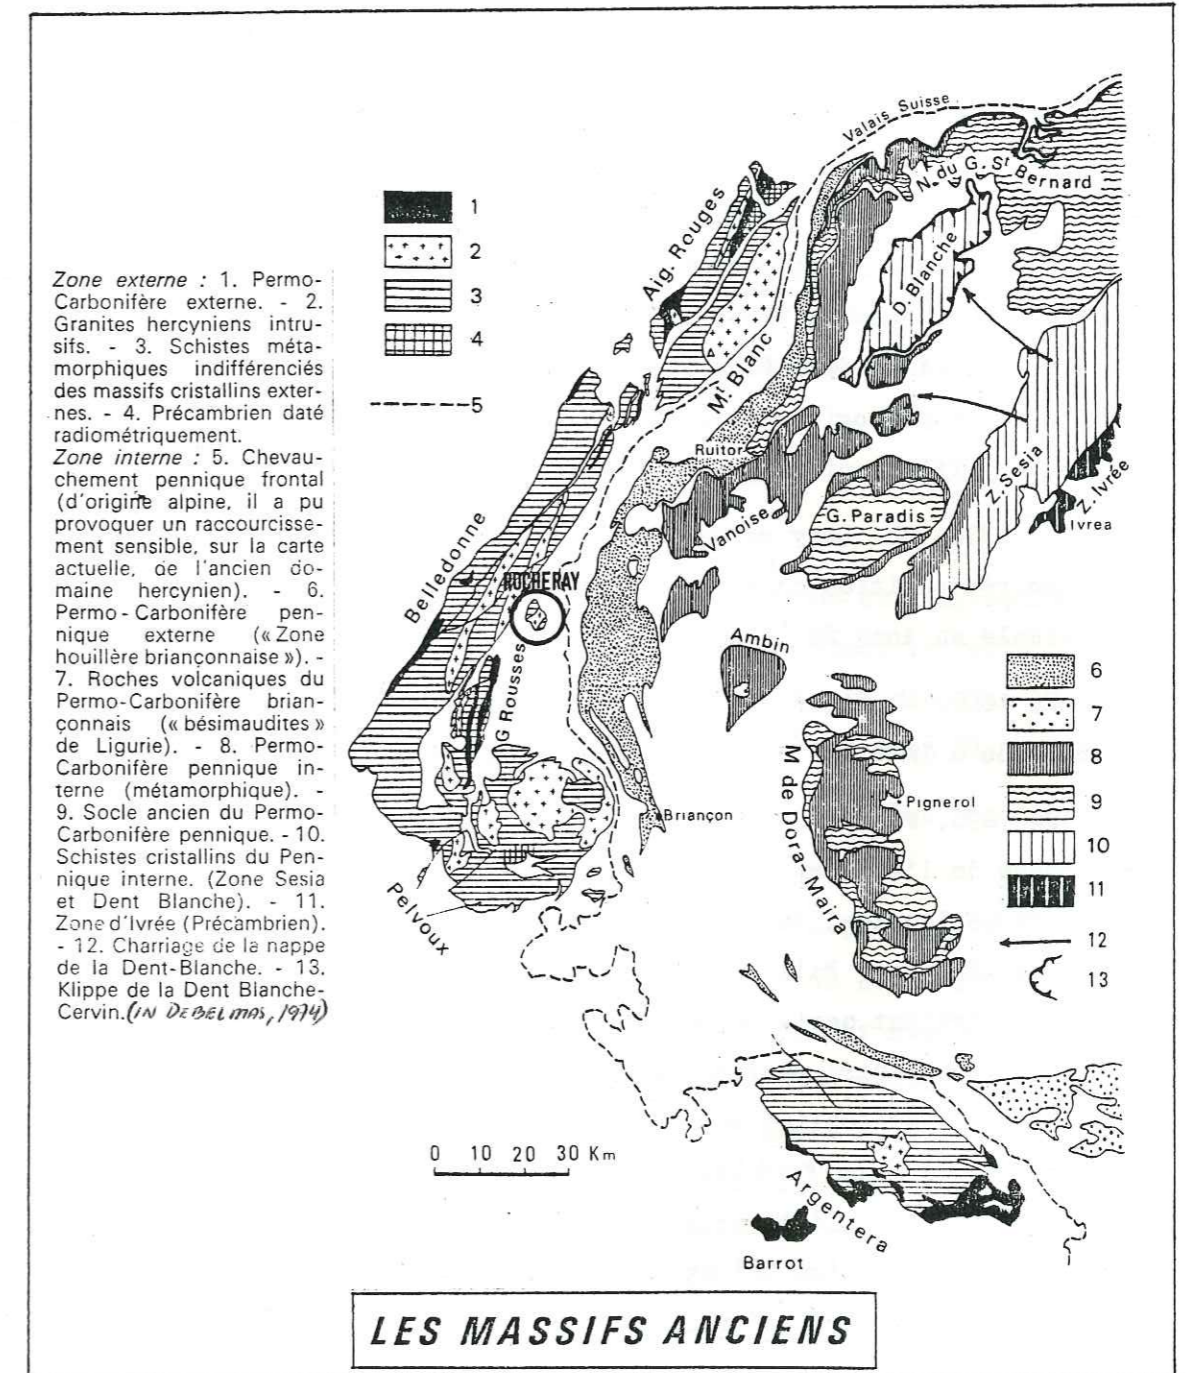 Zone externe : 1. Permo-
Carbonifère externe. - 2.
Granites hercyniens intru-
sifs. - 3. Schistes méta-
morphiques indifférenciés
des massifs cristallins exter-
nes. - 4. Précambrien daté
radiométriquement.
Zone interne : 5. Chevau-
chement pennique frontal
(d'origine alpine, il a pu
provoquer un raccourcisse-
ment sensible, sur la carte
actuelle, de l'ancien do-
maine hercynien). - 6.
Permo-Carbonifère pen-
nique externe (« Zone
houillère briançonnaise »). -
7. Roches volcaniques du
Permo-Carbonifère brian-
çonnais (« bésimaudites »
de Ligurie). - 8. Permo-
Carbonifère pennique in-
terne (métamorphique). -
9. Socle ancien du Permo-
Carbonifère pennique. - 10.
Schistes cristallins du Pen-
nique interne. (Zone Sesia
et Dent Blanche). - 11.
Zone d'Ivrée (Précambrien).
- 12. Charriage de la nappe
de la Dent-Blanche. - 13.
Klippe de la Dent Blanche-
Cervin. (IN DEBELMAS, 1974)
1
2
3
4
5
Valais Suisse
N. du G. St Bernard
Aig. Rouges
D. Blanche
Mt Blanc
Ruitor
Z. Sesia
Z. Ivrée
Ivrea
G. Paradis
Vanoise
Belledonne
ROCHERAY
Ambin
G. Rousses
6
7
8
9
10
11
12
13
M de Dora-Maira
Pignerol
Briançon
Pelvoux
0 10 20 30 Km
Argentera
Barrot
LES MASSIFS ANCIENS